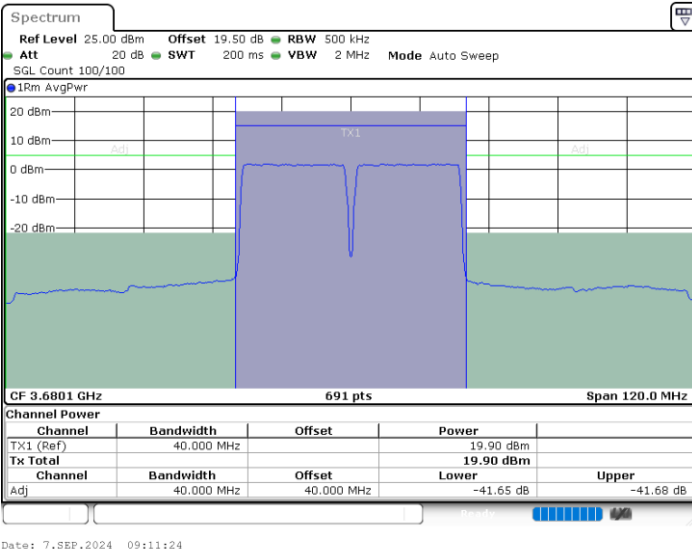 Spectrum
Ref Level 25.00 dBm Offset 19.50 dB RBW 500 kHz
Att 20 dB SWT 200 ms VBW 2 MHz Mode Auto Sweep
SGL Count 100/100
1Rm AvgPwr
20 dBm
TX1
10 dBm
Adj Adj
0 dBm
-10 dBm
-20 dBm
CF 3.6801 GHz 691 pts Span 120.0 MHz
Channel Power
Channel Bandwidth Offset Power
TX1 (Ref) 40.000 MHz 19.90 dBm
Tx Total 19.90 dBm
Channel Bandwidth Offset Lower Upper
Adj 40.000 MHz 40.000 MHz -41.65 dB -41.68 dB
Ready
Date: 7.SEP.2024 09:11:24